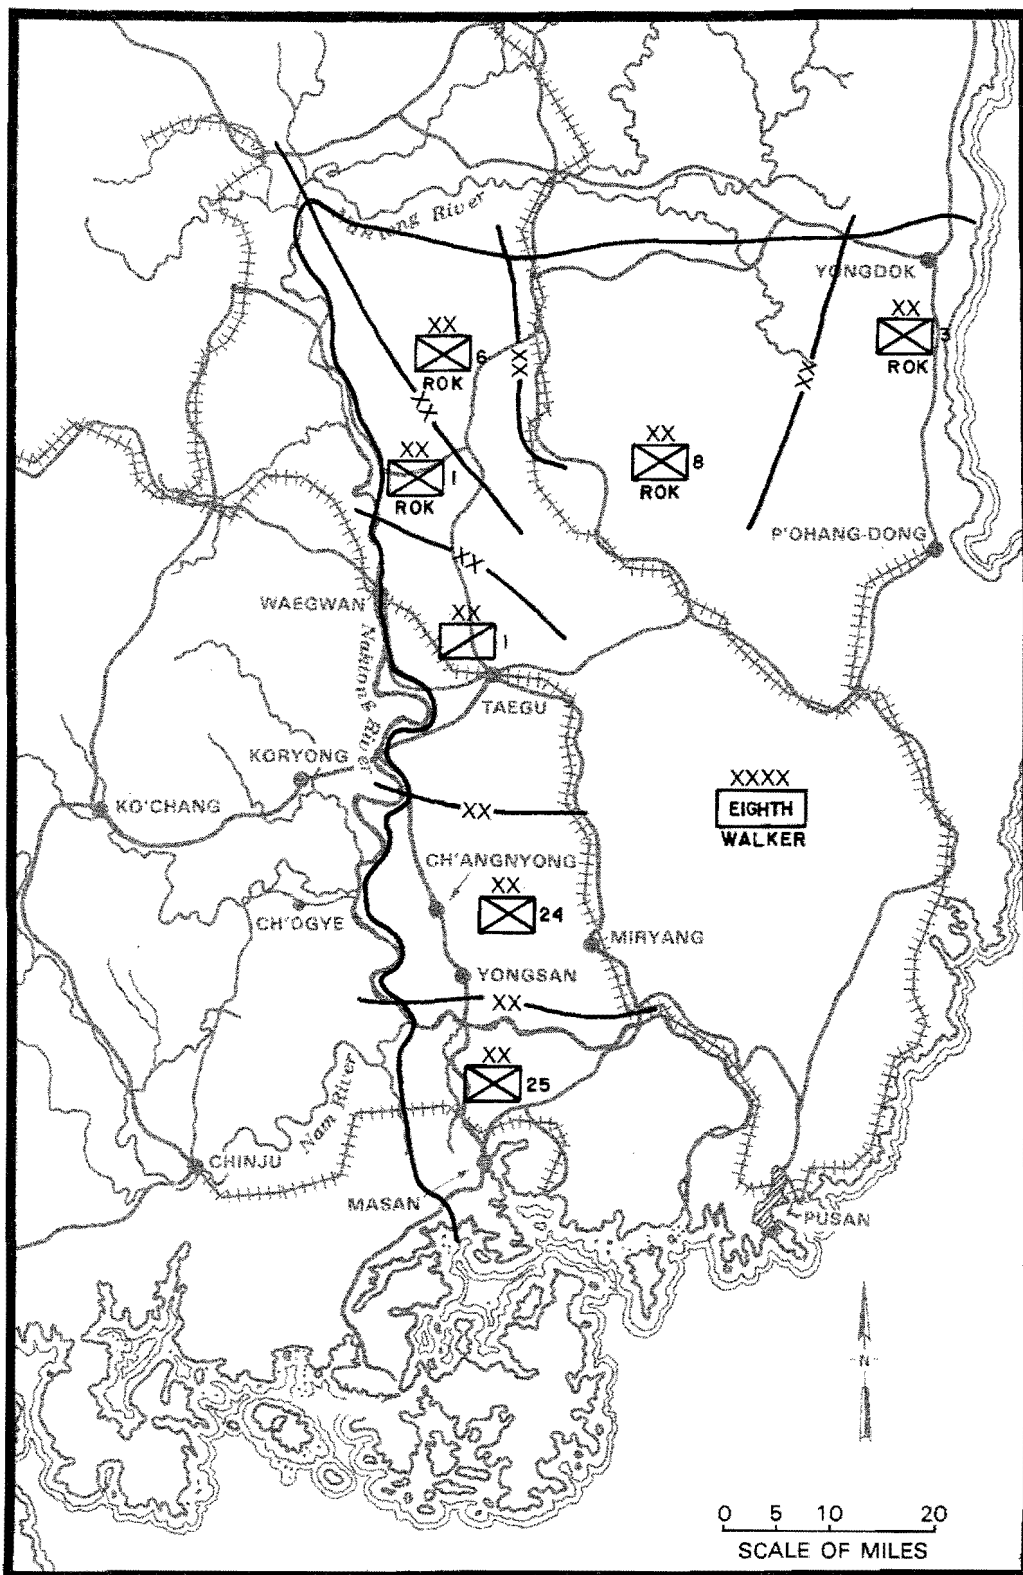 Naktong River
YONGDOK
XX
3
ROK
XX
6
ROK
XX
XX
XX
XX
1
ROK
XX
8
ROK
P'OHANG-DONG
XX
WAEGWAN
XX
1
Naktong River
TAEGU
KORYONG
KO'CHANG
XXXX
EIGHTH
WALKER
XX
CH'ANGNYONG
XX
24
CH'OGYE
MIRYANG
YONGSAN
XX
XX
25
Nam River
CHINJU
MASAN
PUSAN
N
0 5 10 20
SCALE OF MILES